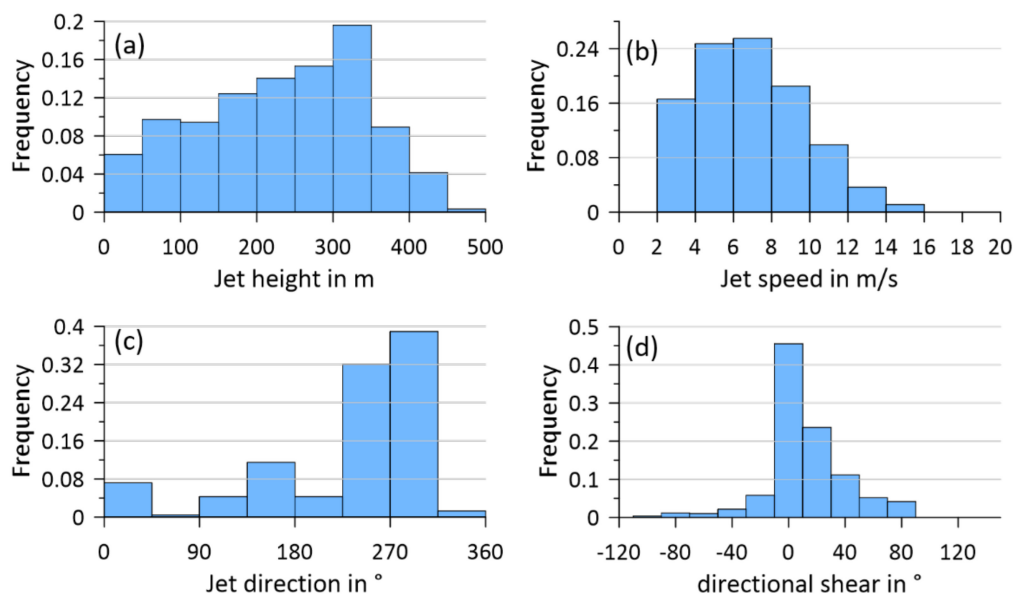 (a)
Frequency
0.2
0.16
0.12
0.08
0.04
0
0 100 200 300 400 500
Jet height in m
(b)
Frequency
0.24
0.16
0.08
0
0 2 4 6 8 10 12 14 16 18 20
Jet speed in m/s
(c)
Frequency
0.4
0.32
0.24
0.16
0.08
0
0 90 180 270 360
Jet direction in °
(d)
Frequency
0.5
0.4
0.3
0.2
0.1
0
-120 -80 -40 0 40 80 120
directional shear in °